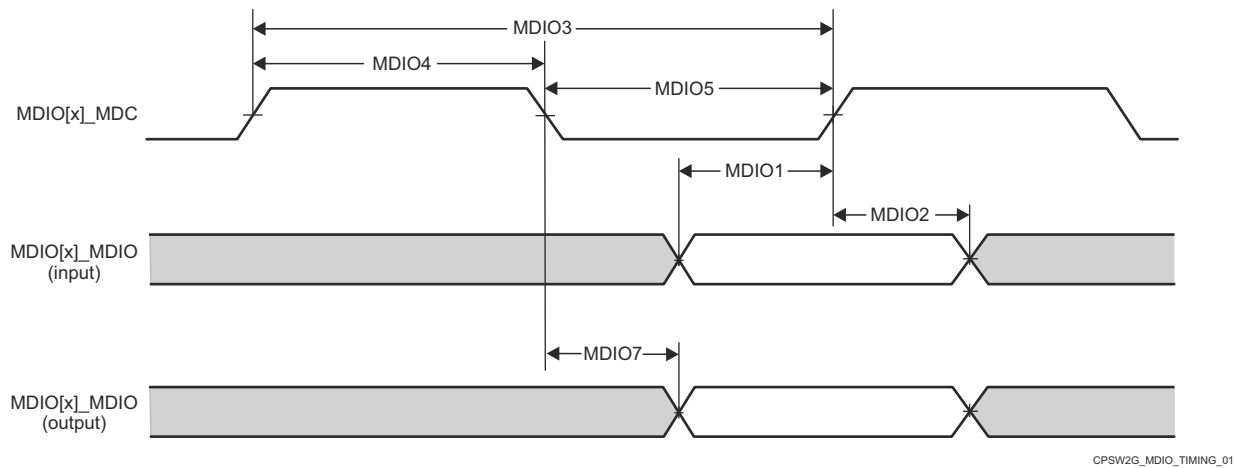 MDIO3
MDIO4
MDIO5
MDIO[x]_MDC
MDIO1
MDIO2
MDIO[x]_MDIO
(input)
MDIO7
MDIO[x]_MDIO
(output)
CPSW2G_MDIO_TIMING_01